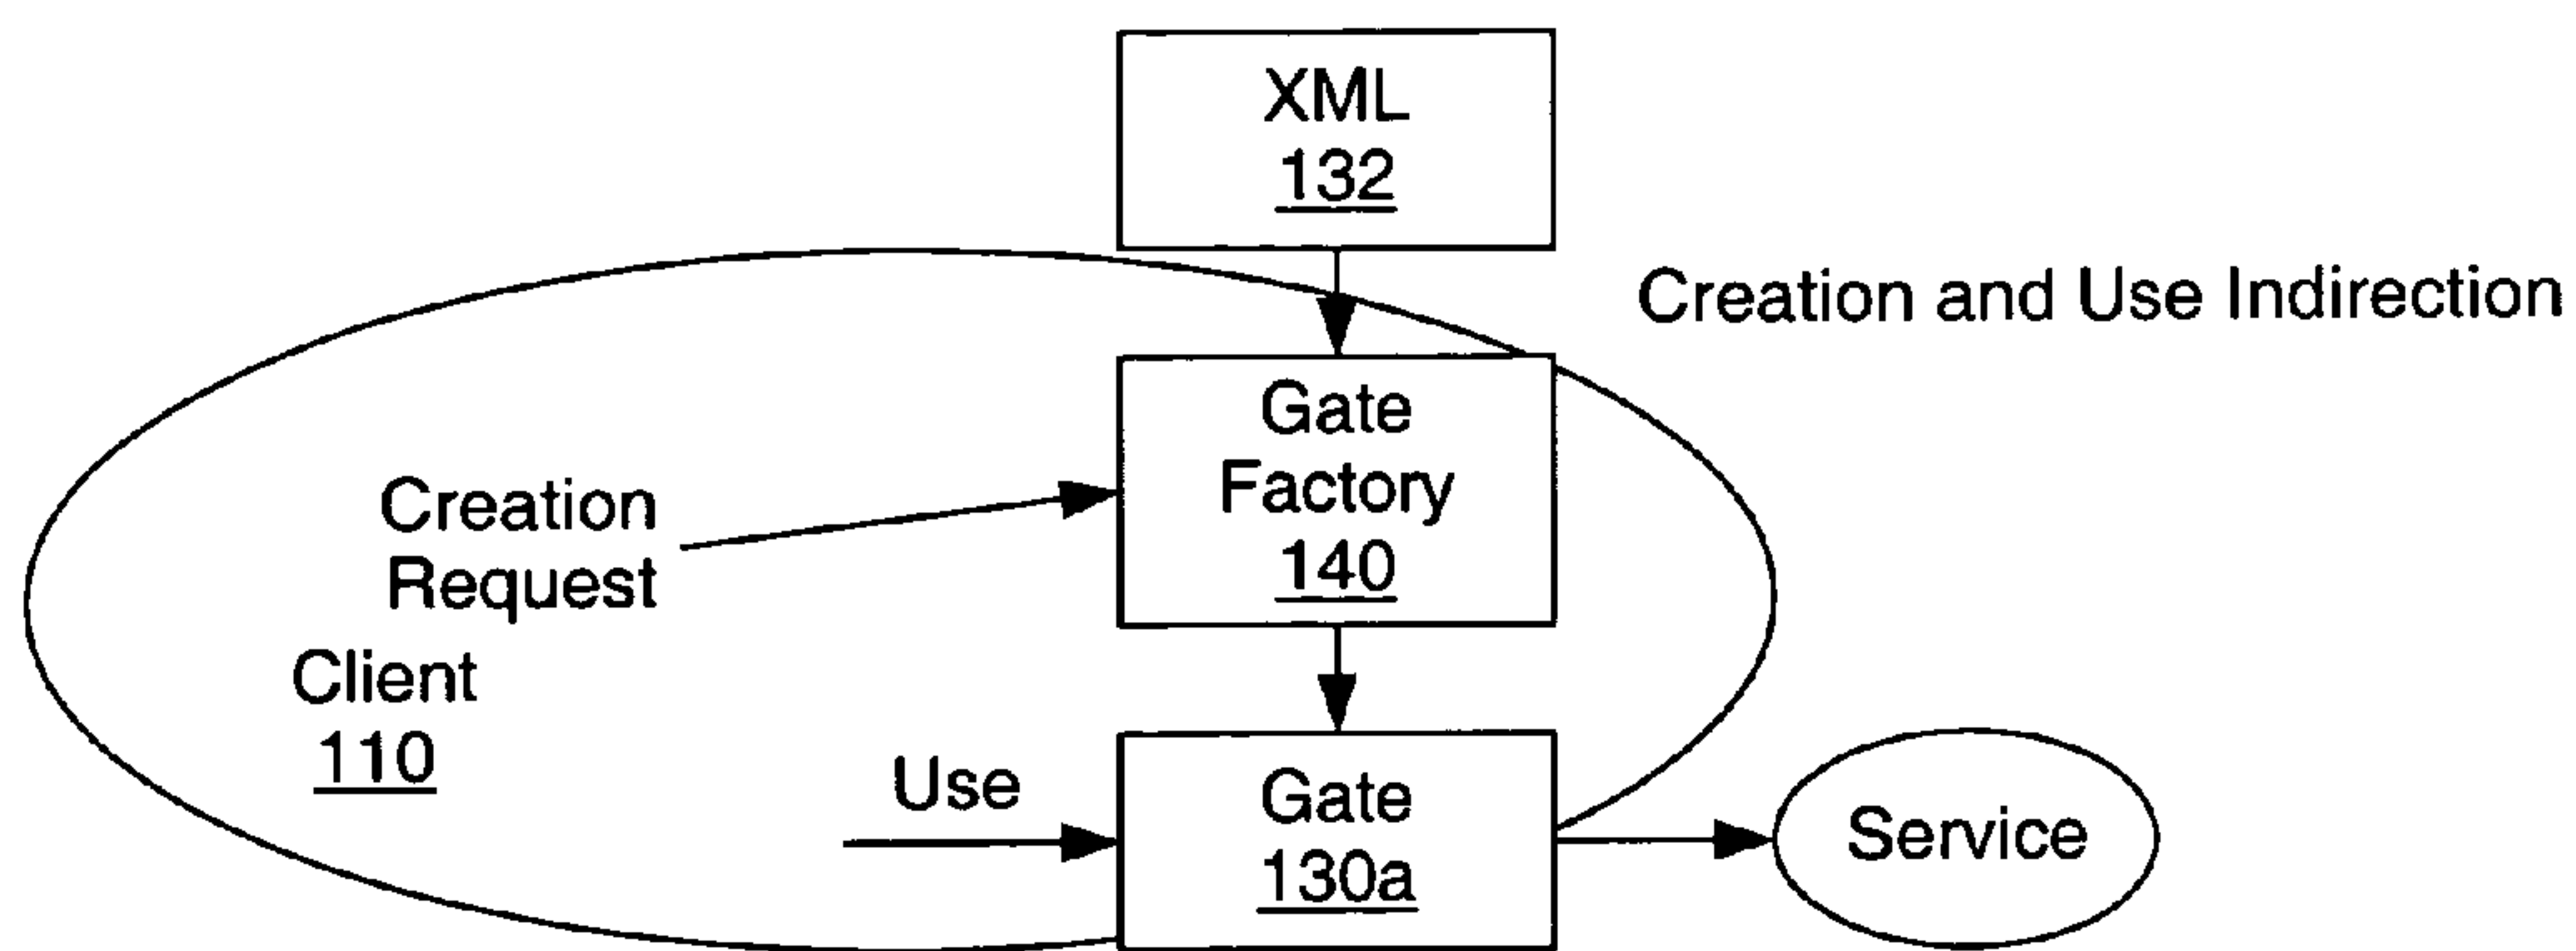 XML
132
Creation and Use Indirection
Gate
Factory
140
Creation
Request
Client
110
Use
Gate
130a
Service